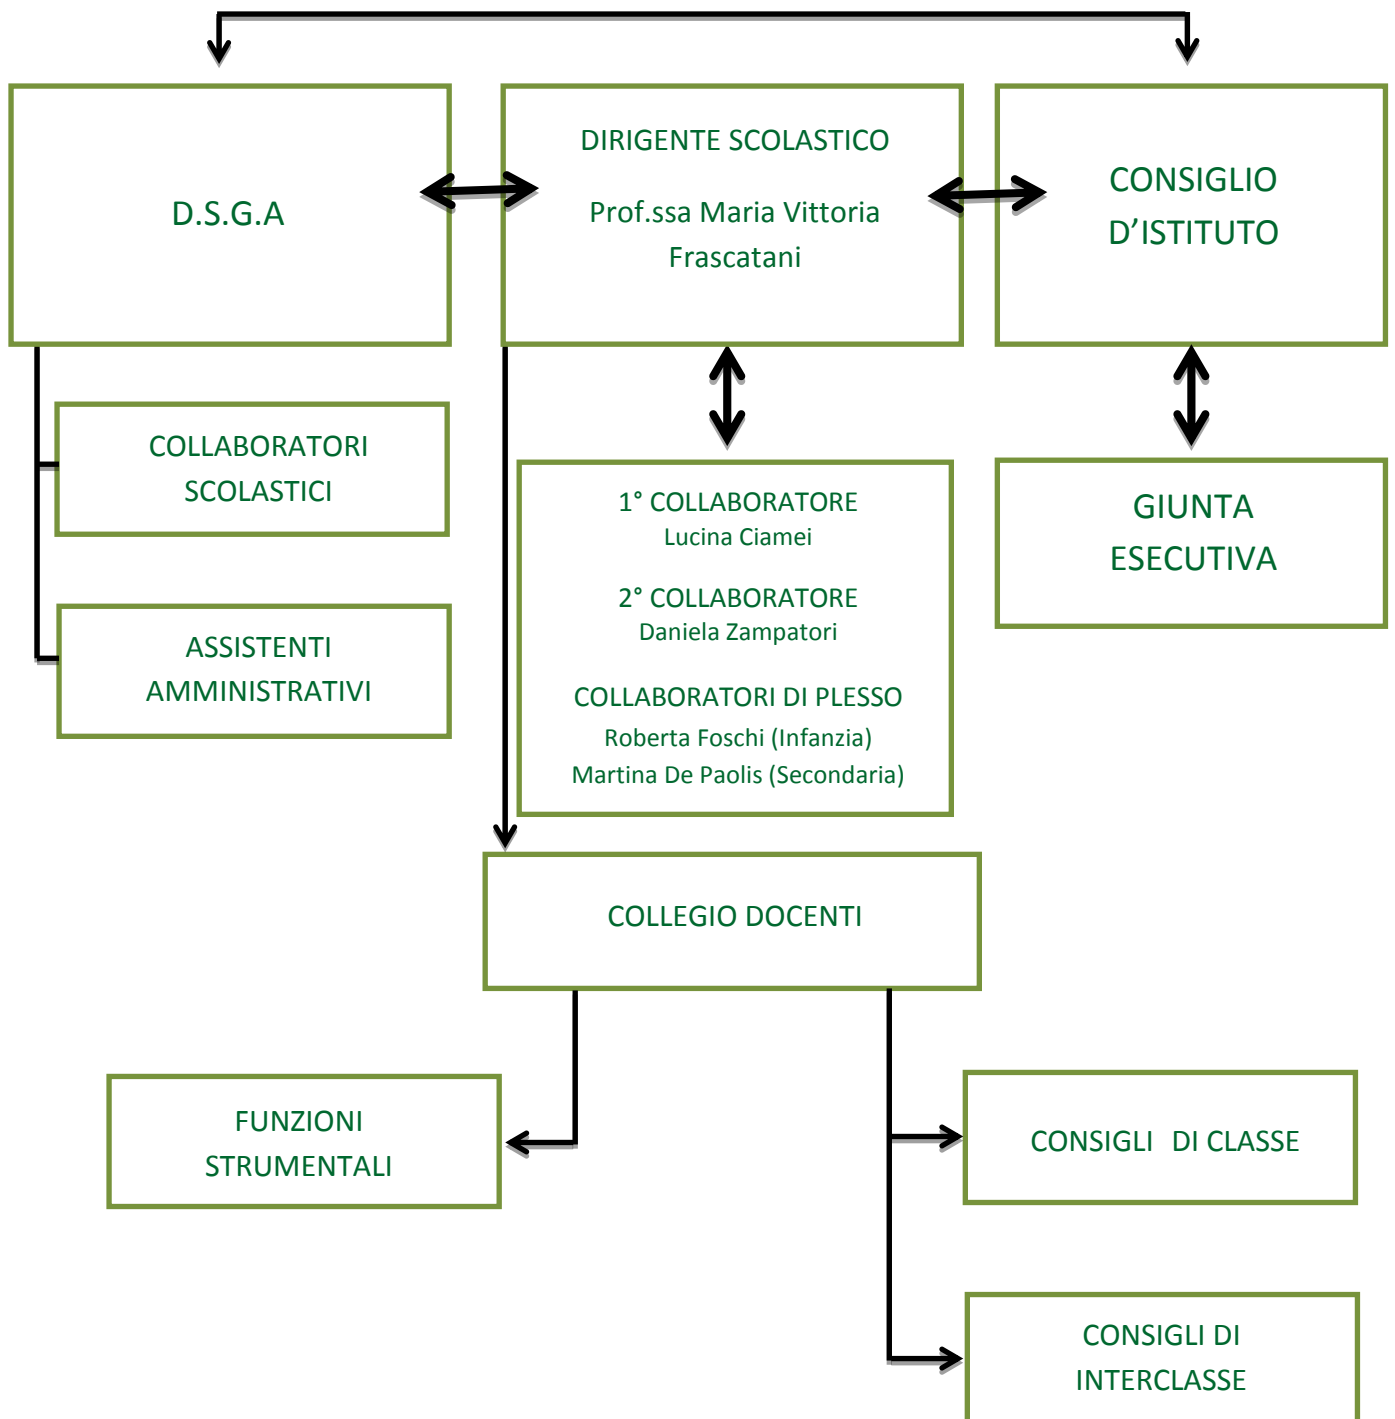 D.S.G.A
DIRIGENTE SCOLASTICO
Prof.ssa Maria Vittoria
Frascatani
CONSIGLIO
D’ISTITUTO
COLLABORATORI
SCOLASTICI
ASSISTENTI
AMMINISTRATIVI
1° COLLABORATORE
Lucina Ciamei
2° COLLABORATORE
Daniela Zampatori
COLLABORATORI DI PLESSO
Roberta Foschi (Infanzia)
Martina De Paolis (Secondaria)
GIUNTA
ESECUTIVA
COLLEGIO DOCENTI
FUNZIONI
STRUMENTALI
CONSIGLI DI CLASSE
CONSIGLI DI
INTERCLASSE